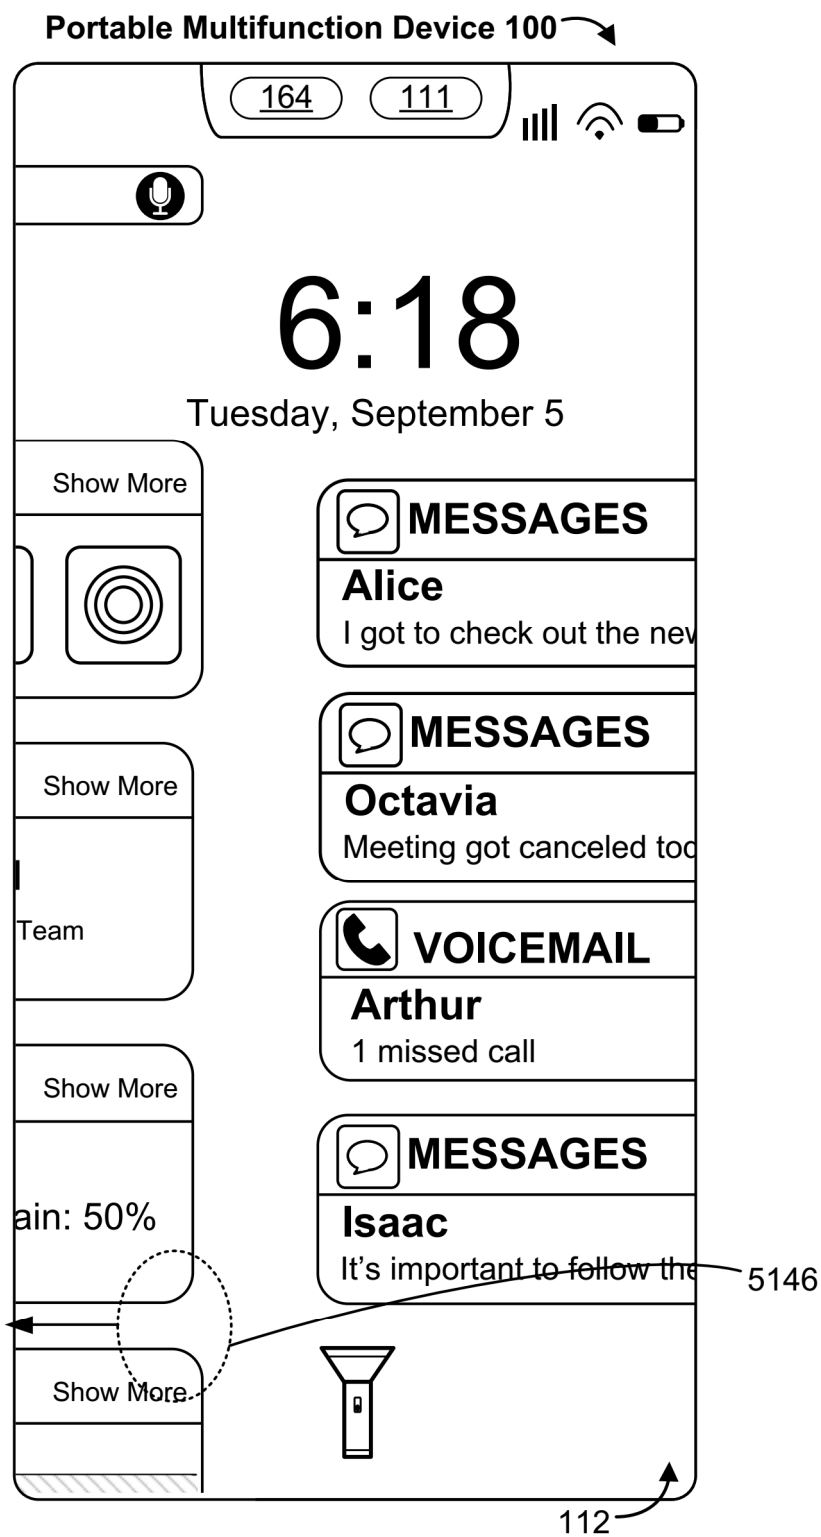 Portable Multifunction Device 100
164 111
6:18
Tuesday, September 5
Show More
MESSAGES
Alice
I got to check out the new
MESSAGES
Octavia
Meeting got canceled tod
Show More
Team
VOICEMAIL
Arthur
1 missed call
Show More
ain: 50%
MESSAGES
Isaac
It's important to follow the
5146
Show More
112